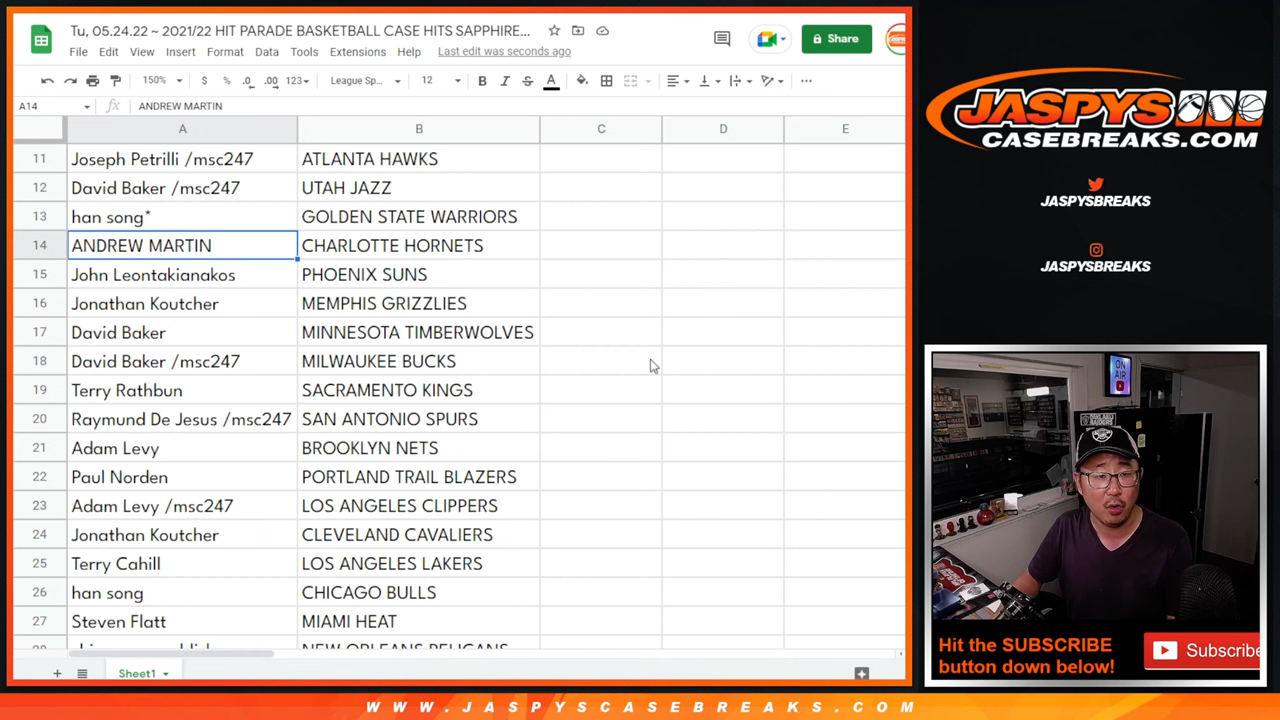 Tu, 05.24.22 ~ 2021/22 HIT PARADE BASKETBALL CASE HITS SAPPHIRE...
File Edit View Insert Format Data Tools Extensions Help Last edit was seconds ago
Share
150% $ % .0 .00 123 League Sp... 12 B I S A
A14 fx ANDREW MARTIN
A B C D E
11 Joseph Petrilli /msc247 ATLANTA HAWKS
12 David Baker /msc247 UTAH JAZZ
13 han song* GOLDEN STATE WARRIORS
14 ANDREW MARTIN CHARLOTTE HORNETS
15 John Leontakianakos PHOENIX SUNS
16 Jonathan Koutcher MEMPHIS GRIZZLIES
17 David Baker MINNESOTA TIMBERWOLVES
18 David Baker /msc247 MILWAUKEE BUCKS
19 Terry Rathbun SACRAMENTO KINGS
20 Raymund De Jesus /msc247 SAN ANTONIO SPURS
21 Adam Levy BROOKLYN NETS
22 Paul Norden PORTLAND TRAIL BLAZERS
23 Adam Levy /msc247 LOS ANGELES CLIPPERS
24 Jonathan Koutcher CLEVELAND CAVALIERS
25 Terry Cahill LOS ANGELES LAKERS
26 han song CHICAGO BULLS
27 Steven Flatt MIAMI HEAT
NEW ORLEANS PELICANS
Sheet1
JASPYS
CASEBREAKS.COM
JASPYSBREAKS
JASPYSBREAKS
ON AIR
Hit the SUBSCRIBE
button down below!
Subscribe
WWW.JASPYSCASEBREAKS.COM